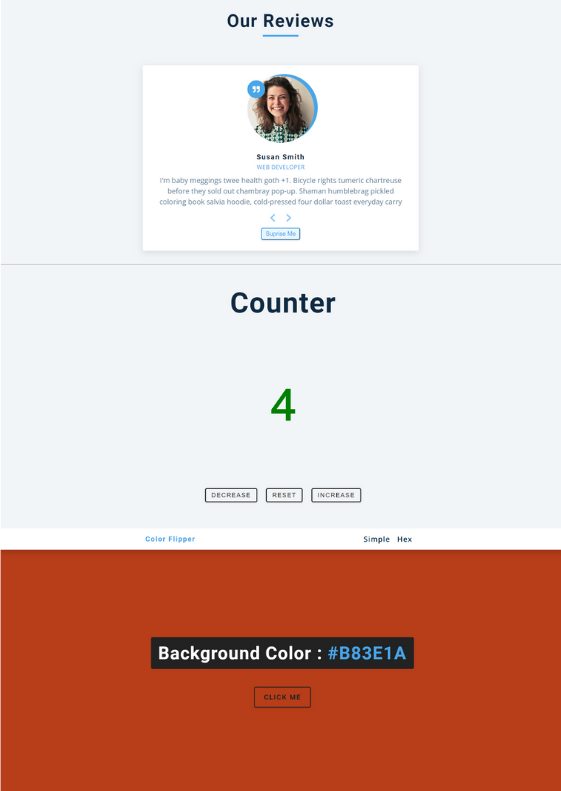 Our Reviews
”
Susan Smith
WEB DEVELOPER
I'm baby meggings twee health goth +1. Bicycle rights tumeric chartreuse
before they sold out chambray pop-up. Shaman humblebrag pickled
coloring book salvia hoodie, cold-pressed four dollar toast everyday carry
Suprise Me
Counter
4
DECREASE RESET INCREASE
Color Flipper Simple Hex
Background Color : #B83E1A
CLICK ME